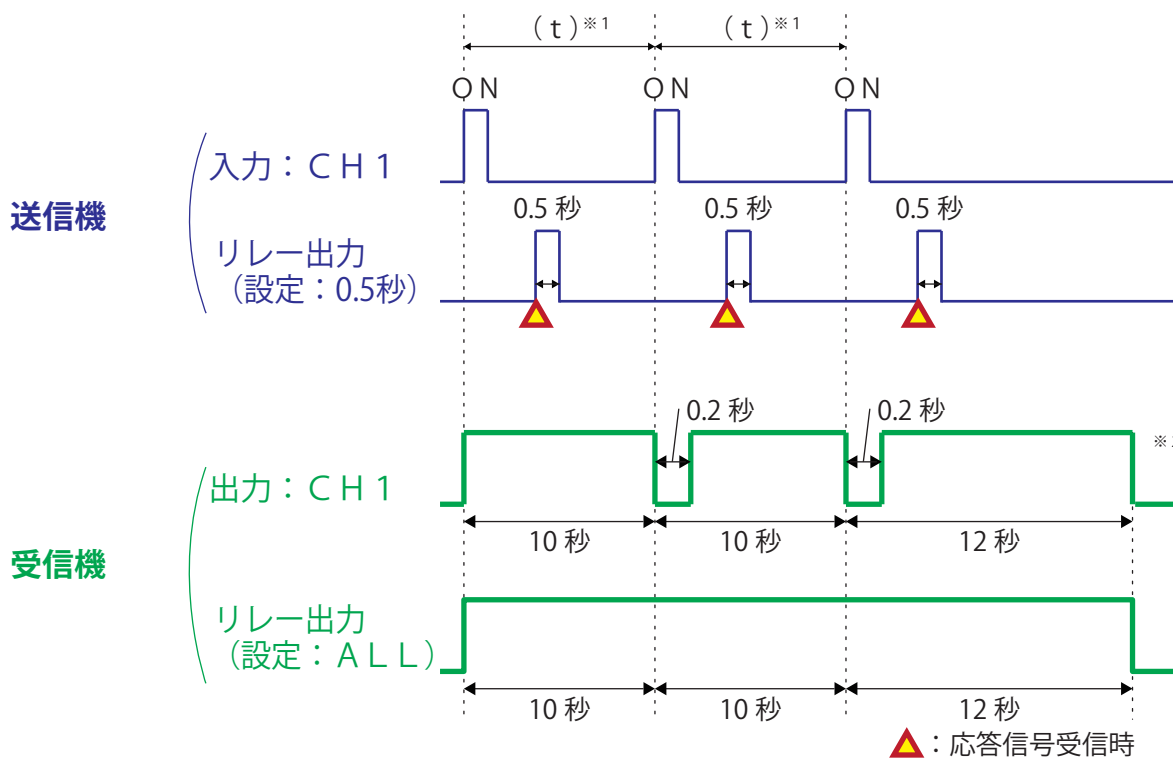 (ｔ)※1 (ｔ)※1
ＯＮ ＯＮ ＯＮ
送信機
入力：ＣＨ１
0.5 秒 0.5 秒 0.5 秒
リレー出力
（設定：0.5秒）
0.2 秒 0.2 秒
※
受信機
出力：ＣＨ１
10 秒 10 秒 12 秒
リレー出力
（設定：ＡＬＬ）
10 秒 10 秒 12 秒
：応答信号受信時